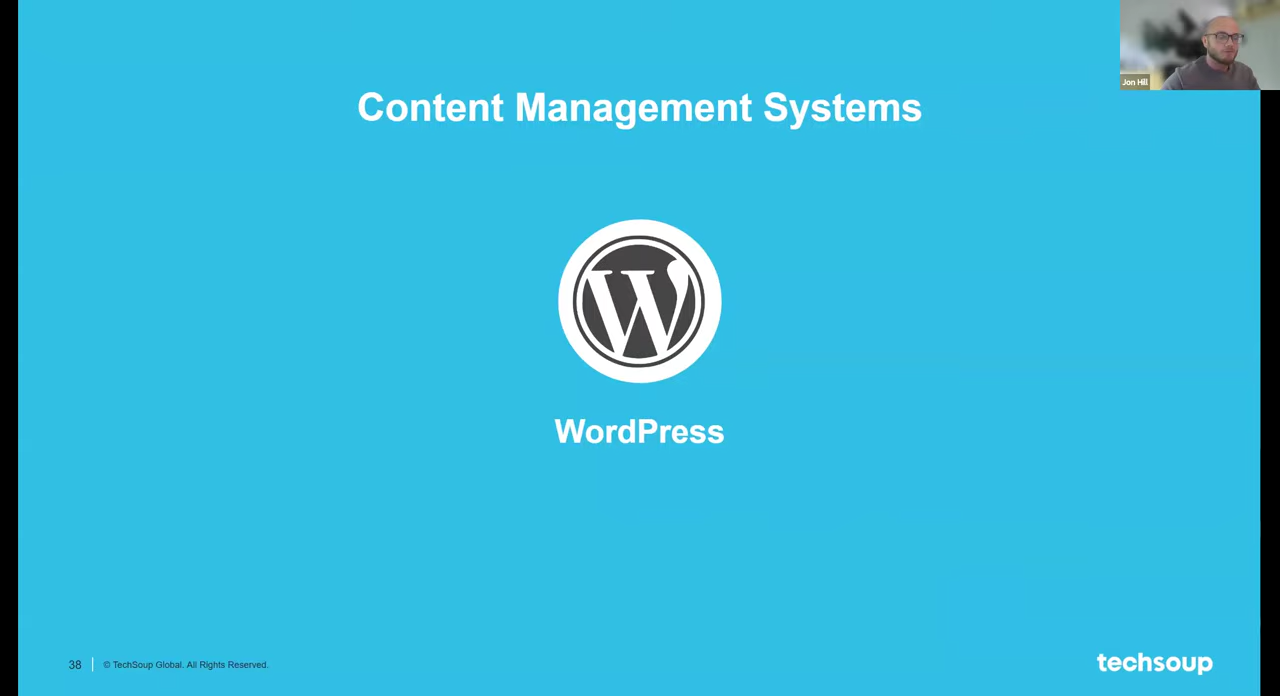 Jon Hill
Content Management Systems
W
WordPress
38
© TechSoup Global. All Rights Reserved.
techsoup